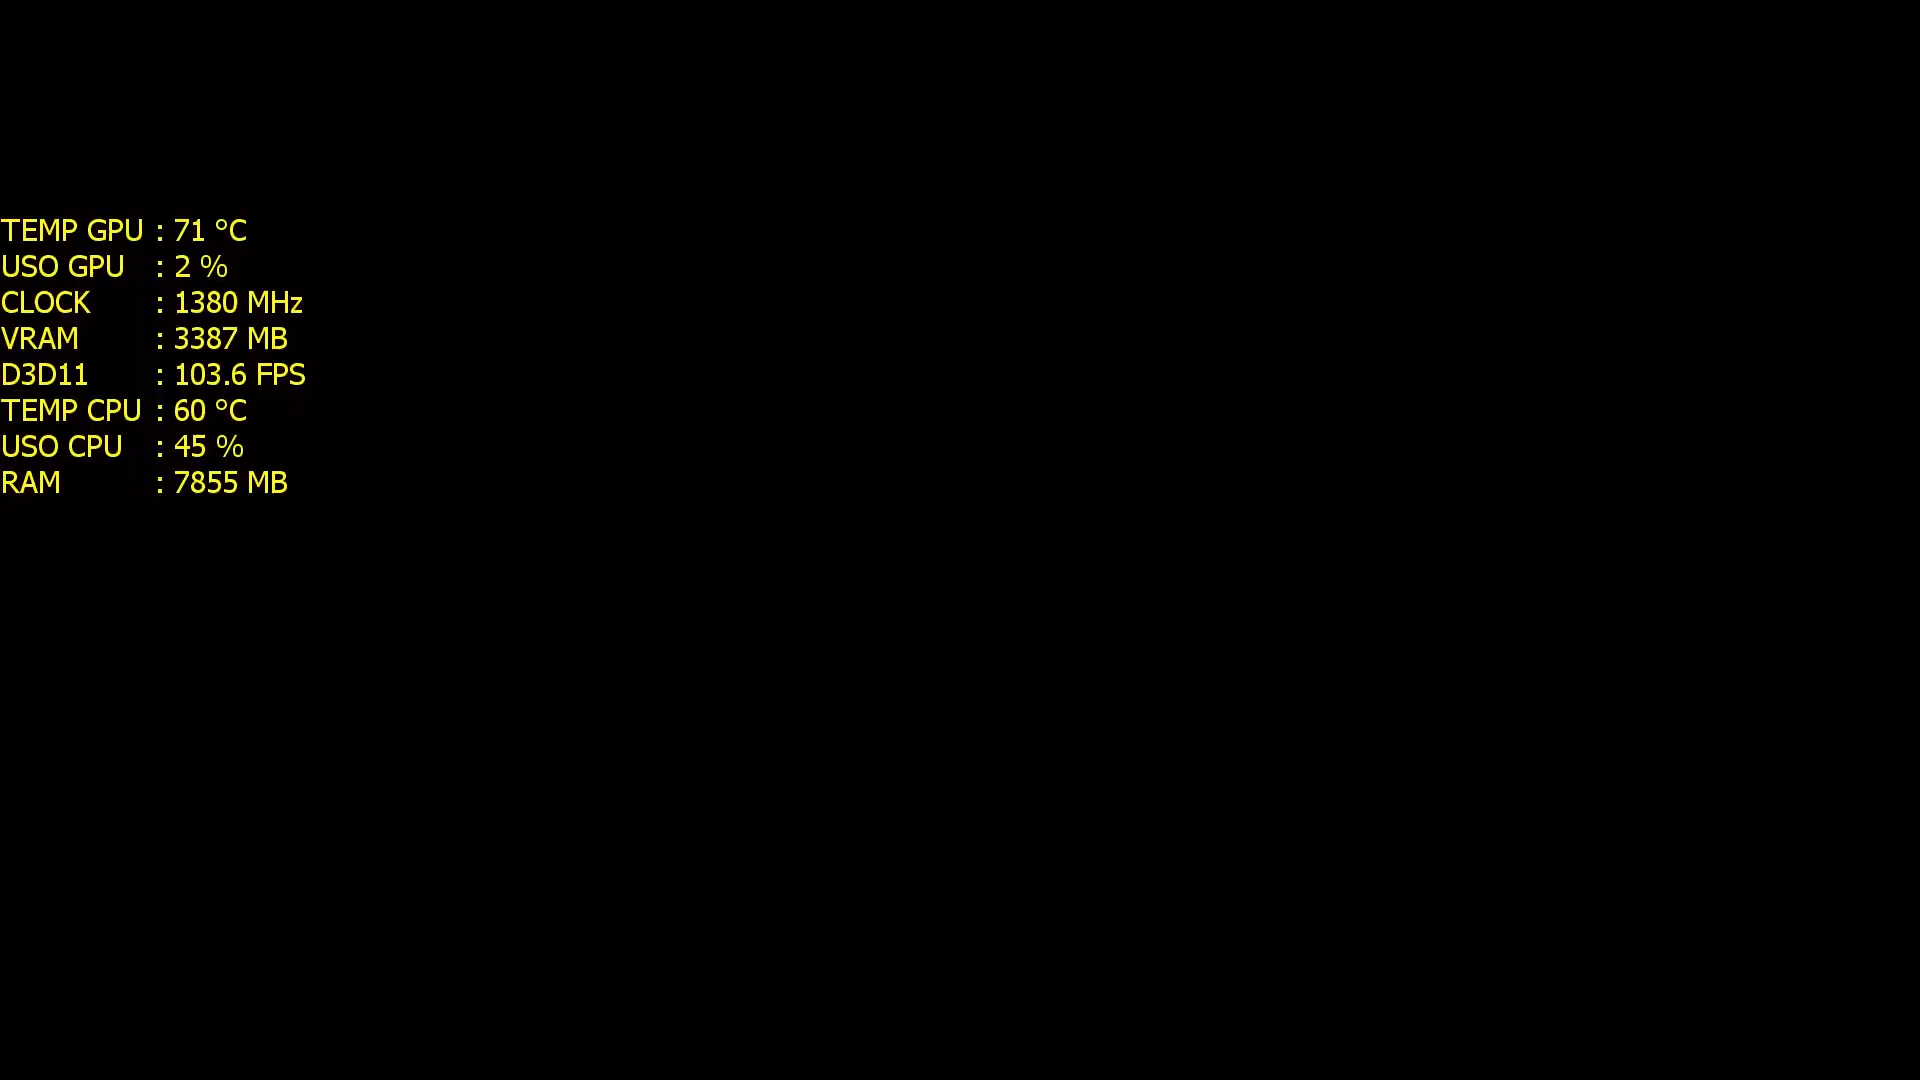 TEMP GPU : 71 °C
USO GPU : 2 %
CLOCK : 1380 MHz
VRAM : 3387 MB
D3D11 : 103.6 FPS
TEMP CPU : 60 °C
USO CPU : 45 %
RAM : 7855 MB